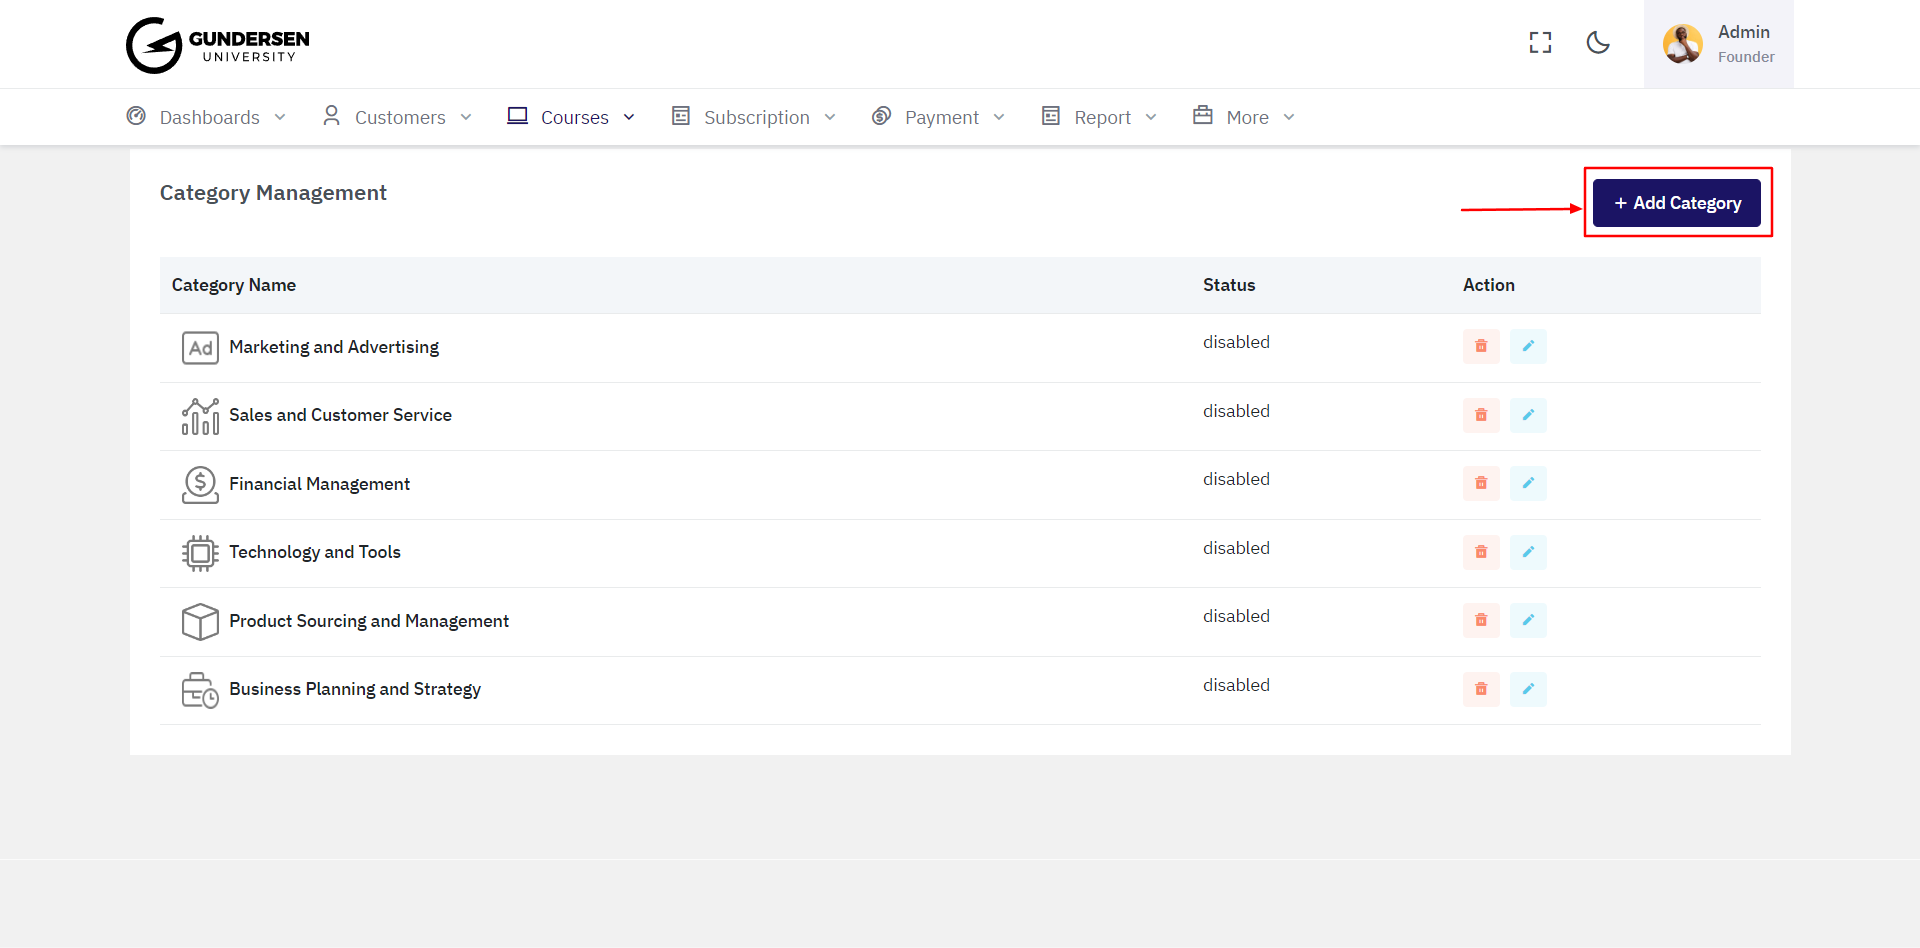 GUNDERSEN
UNIVERSITY
Admin
Founder
Dashboards Customers Courses Subscription Payment Report More
Category Management
+ Add Category
Category Name Status Action
Ad Marketing and Advertising disabled
Sales and Customer Service disabled
$ Financial Management disabled
Technology and Tools disabled
Product Sourcing and Management disabled
Business Planning and Strategy disabled